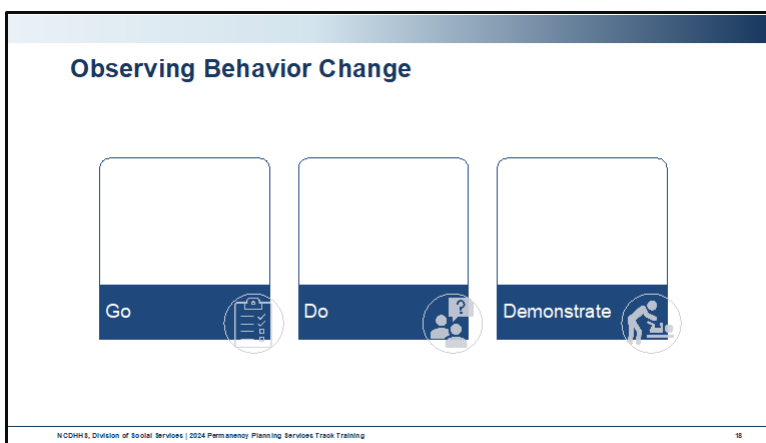 Observing Behavior Change
Go
Do
?
Demonstrate
NCDHHS, Division of Social Services | 2024 Permanency Planning Services Track Training
18